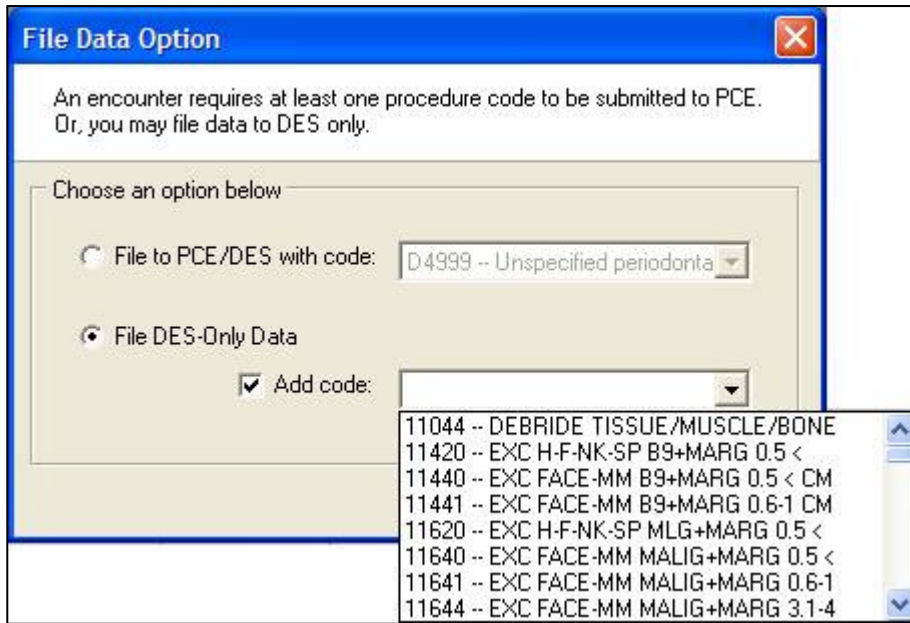 File Data Option
An encounter requires at least one procedure code to be submitted to PCE.
Or, you may file data to DES only.
Choose an option below
File to PCE/DES with code: D4999 -- Unspecified periodonta
File DES-Only Data
Add code:
11044 -- DEBRIDE TISSUE/MUSCLE/BONE
11420 -- EXC H-F-NK-SP B9+MARG 0.5 <
11440 -- EXC FACE-MM B9+MARG 0.5 < CM
11441 -- EXC FACE-MM B9+MARG 0.6-1 CM
11620 -- EXC H-F-NK-SP MLG+MARG 0.5 <
11640 -- EXC FACE-MM MALIG+MARG 0.5 <
11641 -- EXC FACE-MM MALIG+MARG 0.6-1
11644 -- EXC FACE-MM MALIG+MARG 3.1-4